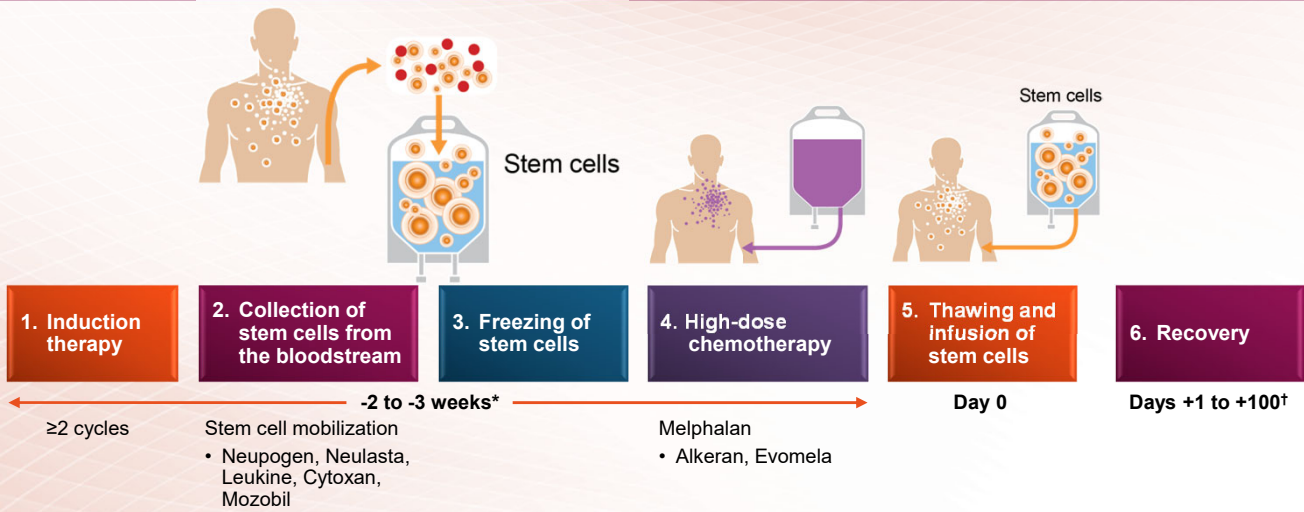 Stem cells
Stem cells
1. Induction
therapy
2. Collection of
stem cells from
the bloodstream
3. Freezing of
stem cells
4. High-dose
chemotherapy
5. Thawing and
infusion of
stem cells
6. Recovery
-2 to -3 weeks*
Day 0
Days +1 to +100†
≥2 cycles
Stem cell mobilization
• Neupogen, Neulasta,
Leukine, Cytoxan,
Mozobil
Melphalan
• Alkeran, Evomela